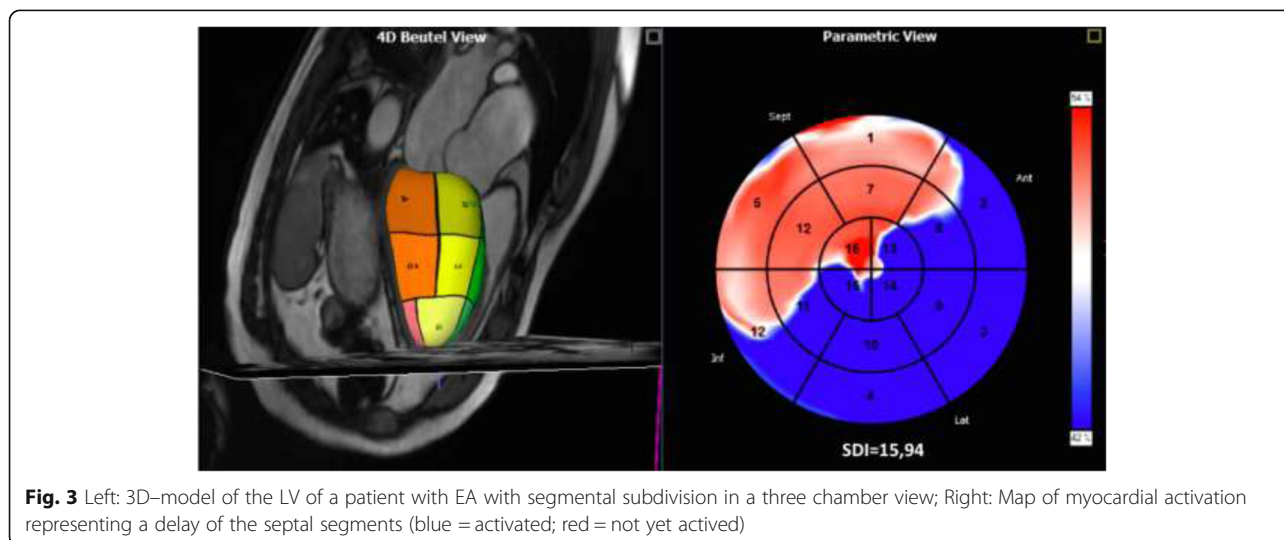 4D Beutel View
Parametric View
54 %
Sept
1
Ant
6
7
2
12
8
16
13
15
14
11
9
12
3
Inf
10
4
Lat
42 %
SDI=15,94
Fig. 3 Left: 3D–model of the LV of a patient with EA with segmental subdivision in a three chamber view; Right: Map of myocardial activation
representing a delay of the septal segments (blue = activated; red = not yet actived)